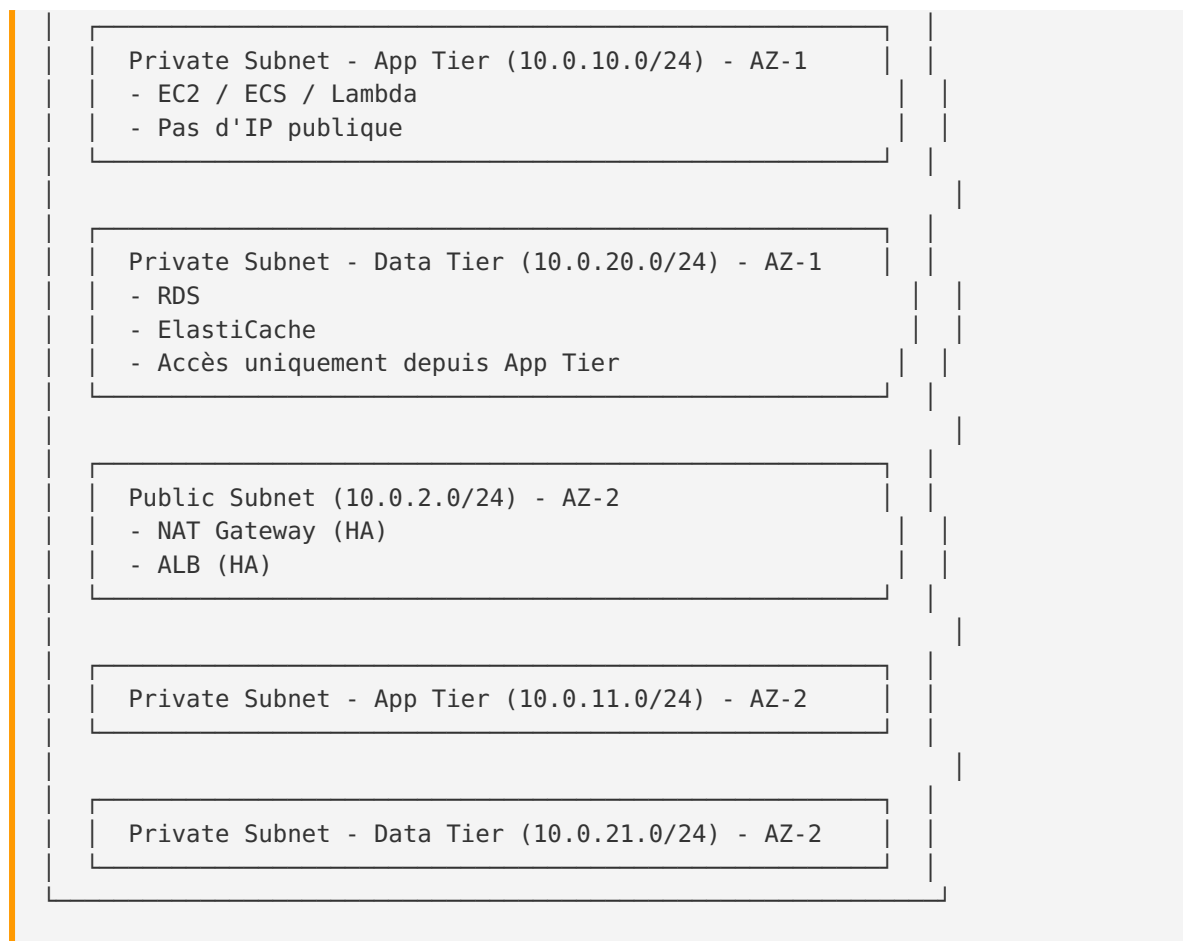 Private Subnet - App Tier (10.0.10.0/24) - AZ-1
- EC2 / ECS / Lambda
- Pas d'IP publique
Private Subnet - Data Tier (10.0.20.0/24) - AZ-1
- RDS
- ElastiCache
- Accès uniquement depuis App Tier
Public Subnet (10.0.2.0/24) - AZ-2
- NAT Gateway (HA)
- ALB (HA)
Private Subnet - App Tier (10.0.11.0/24) - AZ-2
Private Subnet - Data Tier (10.0.21.0/24) - AZ-2